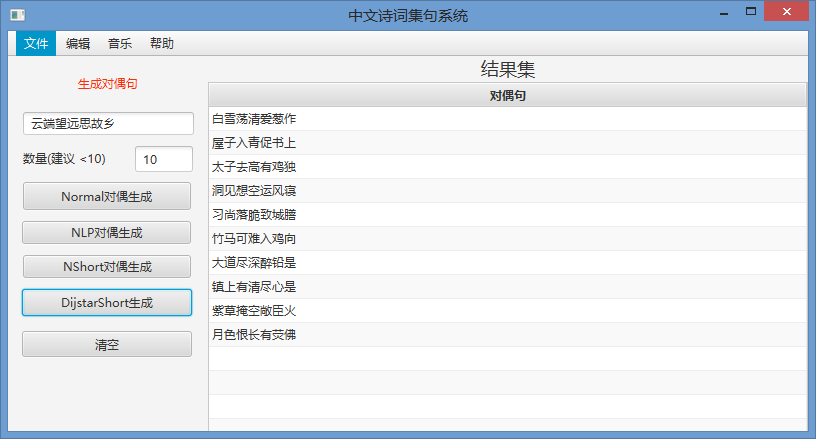 中文诗词集句系统
文件 编辑 音乐 帮助
生成对偶句
云端望远思故乡
数量(建议 <10) 10
Normal对偶生成
NLP对偶生成
NShort对偶生成
DijstarShort生成
清空
结果集
对偶句
白雪荡清爱葱作
屋子入青促书上
太子去高有鸡独
洞见想空运风寝
习尚落脆致城膳
竹马可难入鸡向
大道尽深醉铅是
镇上有清尽心是
紫草掩空敞臣火
月色恨长有荧佛